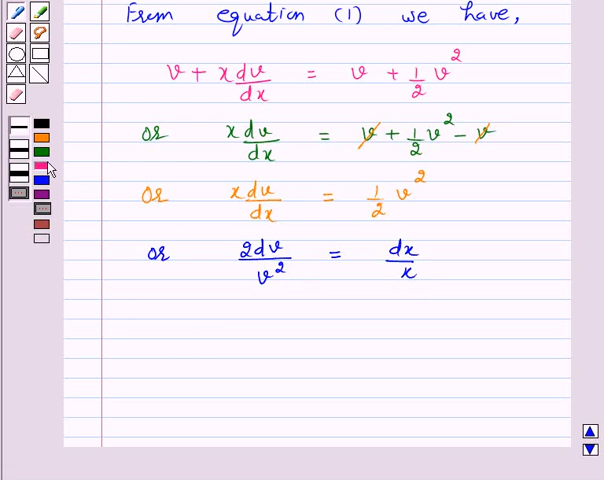 From equation (1) we have,
v + x dv/dx = v + 1/2 v²
or x dv/dx = v + 1/2 v² - v
or x dv/dx = 1/2 v²
or 2dv/v² = dx/x